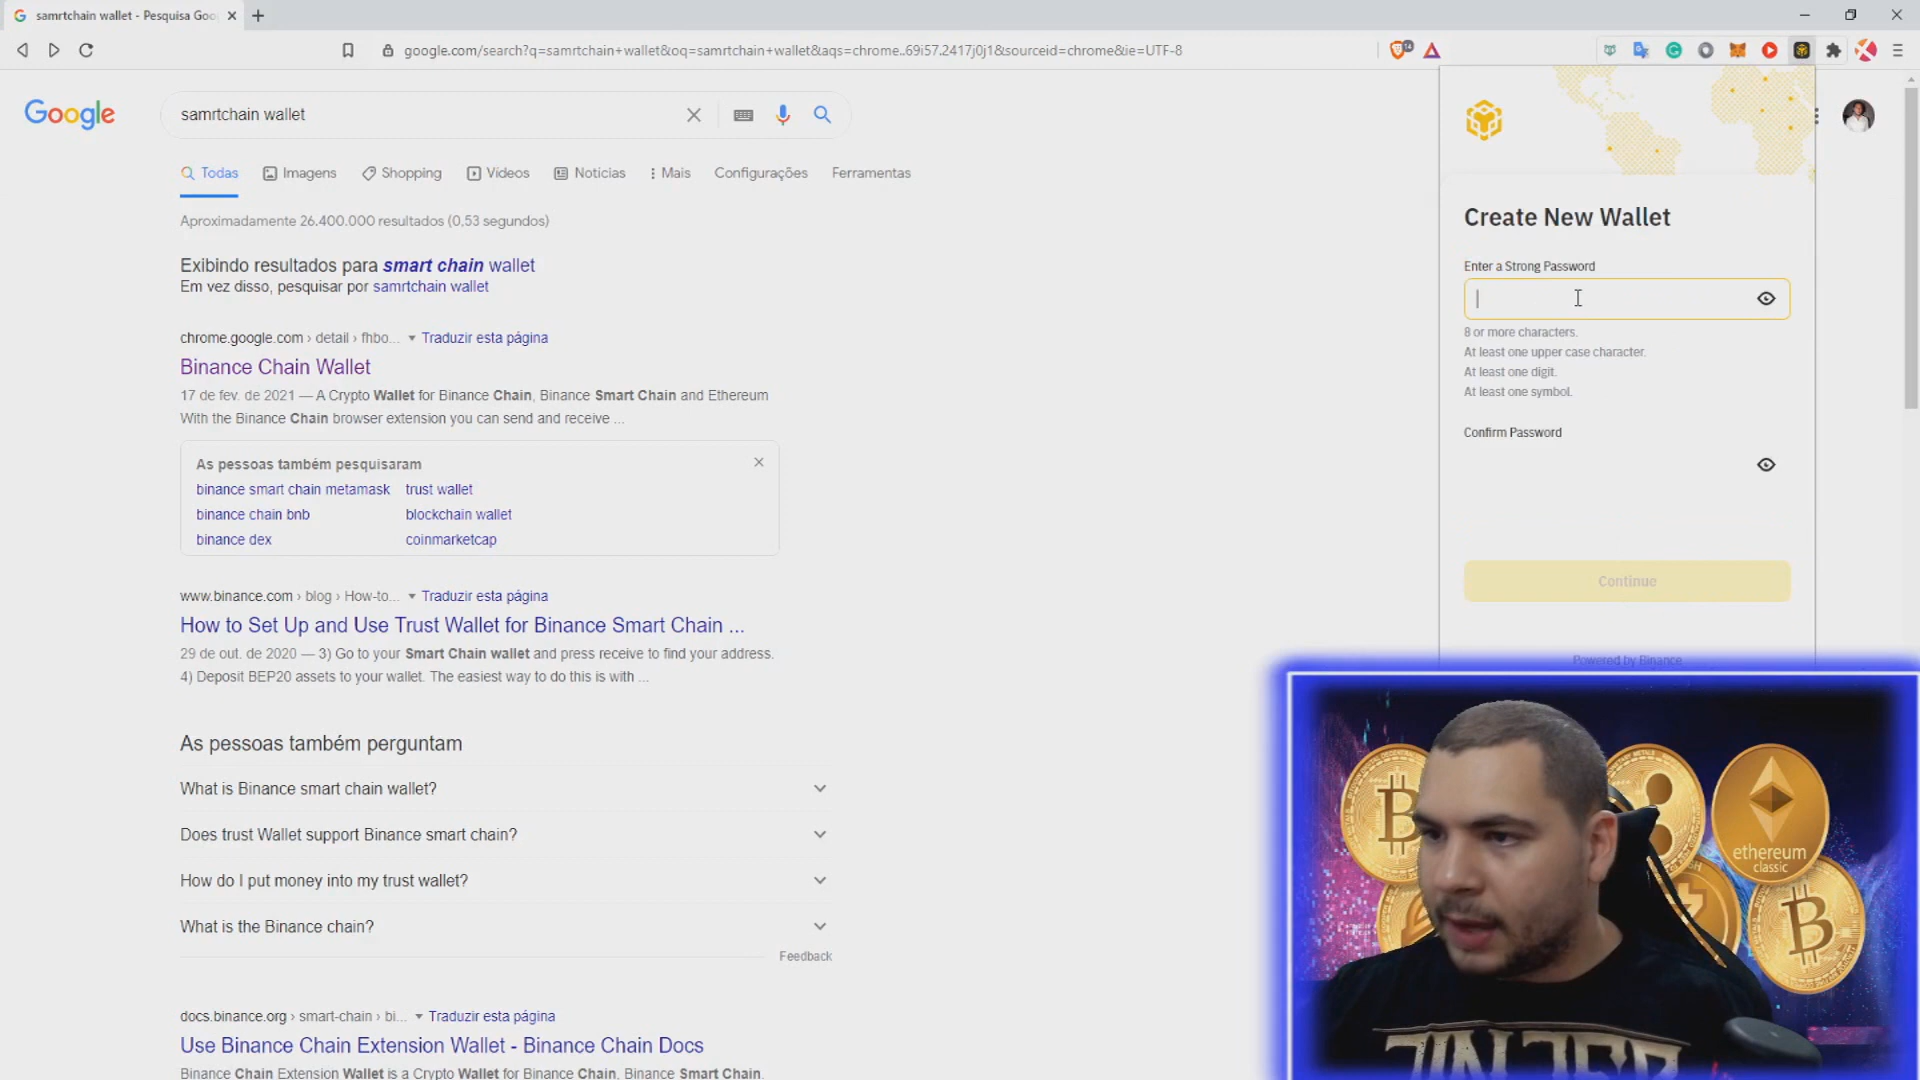 samrtchain wallet - Pesquisa Goo
google.com/search?q=samrtchain+wallet&oq=samrtchain+wallet&aqs=chrome..69i57.2417j0j1&sourceid=chrome&ie=UTF-8
14
Google
samrtchain wallet
Todas
Imagens
Shopping
Vídeos
Notícias
Mais
Configurações
Ferramentas
Aproximadamente 26.400.000 resultados (0,53 segundos)
Exibindo resultados para smart chain wallet
Em vez disso, pesquisar por samrtchain wallet
chrome.google.com › detail › fhbo... Traduzir esta página
Binance Chain Wallet
17 de fev. de 2021 — A Crypto Wallet for Binance Chain, Binance Smart Chain and Ethereum
With the Binance Chain browser extension you can send and receive ...
As pessoas também pesquisaram
binance smart chain metamask trust wallet
binance chain bnb blockchain wallet
binance dex coinmarketcap
www.binance.com › blog › How-to... Traduzir esta página
How to Set Up and Use Trust Wallet for Binance Smart Chain ...
29 de out. de 2020 — 3) Go to your Smart Chain wallet and press receive to find your address.
4) Deposit BEP20 assets to your wallet. The easiest way to do this is with ...
As pessoas também perguntam
What is Binance smart chain wallet?
Does trust Wallet support Binance smart chain?
How do I put money into my trust wallet?
What is the Binance chain?
Feedback
docs.binance.org › smart-chain › bi... Traduzir esta página
Use Binance Chain Extension Wallet - Binance Chain Docs
Binance Chain Extension Wallet is a Crypto Wallet for Binance Chain, Binance Smart Chain.
Create New Wallet
Enter a Strong Password
8 or more characters.
At least one upper case character.
At least one digit.
At least one symbol.
Confirm Password
Continue
Powered by Binance
ethereum
classic